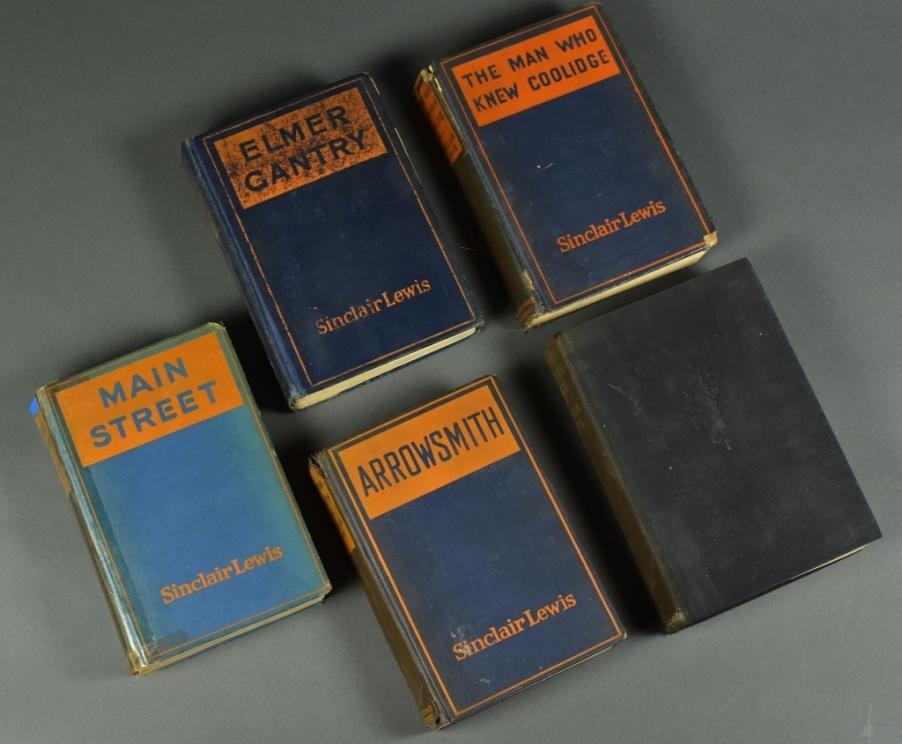 ELMER
GANTRY
Sinclair Lewis
THE MAN WHO
KNEW COOLIDGE
Sinclair Lewis
MAIN
STREET
Sinclair Lewis
ARROWSMITH
Sinclair Lewis